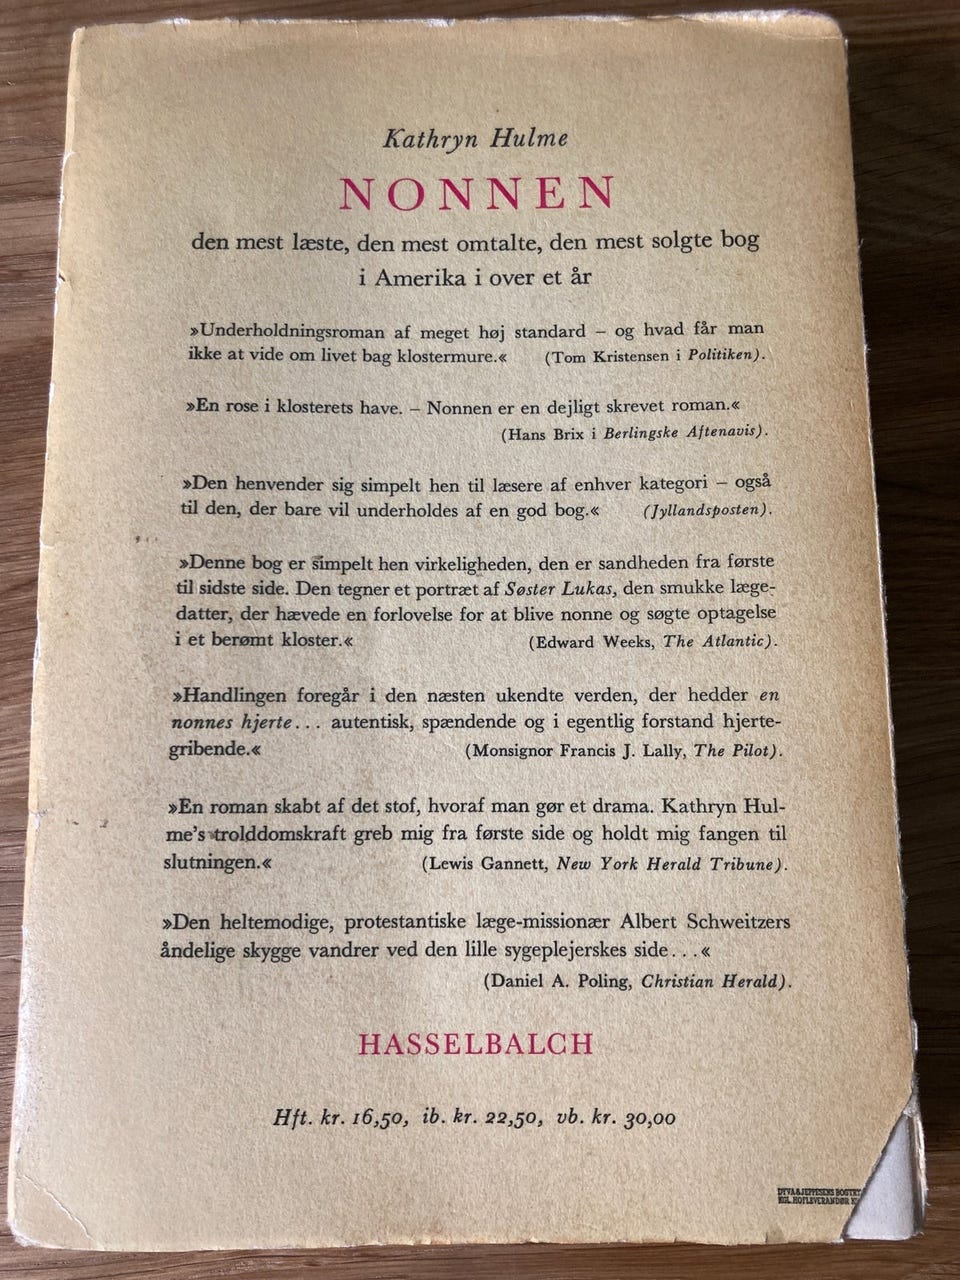 Kathryn Hulme
NONNEN
den mest læste, den mest omtalte, den mest solgte bog
i Amerika i over et år
»Underholdningsroman af meget høj standard – og hvad får man
ikke at vide om livet bag klostermure.« (Tom Kristensen i Politiken).
»En rose i klosterets have. – Nonnen er en dejligt skrevet roman.«
(Hans Brix i Berlingske Aftenavis).
»Den henvender sig simpelt hen til læsere af enhver kategori – også
til den, der bare vil underholdes af en god bog.« (Jyllandsposten).
»Denne bog er simpelt hen virkeligheden, den er sandheden fra første
til sidste side. Den tegner et portræt af Søster Lukas, den smukke læge-
datter, der hævede en forlovelse for at blive nonne og søgte optagelse
i et berømt kloster.« (Edward Weeks, The Atlantic).
»Handlingen foregår i den næsten ukendte verden, der hedder en
nonnes hjerte... autentisk, spændende og i egentlig forstand hjerte-
gribende.« (Monsignor Francis J. Lally, The Pilot).
»En roman skabt af det stof, hvoraf man gør et drama. Kathryn Hul-
me's trolddomskraft greb mig fra første side og holdt mig fangen til
slutningen.« (Lewis Gannett, New York Herald Tribune).
»Den heltemodige, protestantiske læge-missionær Albert Schweitzers
åndelige skygge vandrer ved den lille sygeplejerskes side...«
(Daniel A. Poling, Christian Herald).
HASSELBALCH
Hft. kr. 16,50, ib. kr. 22,50, vb. kr. 30,00
DYVA & JEPPESENS
KGL. HOFLEVERANDØR